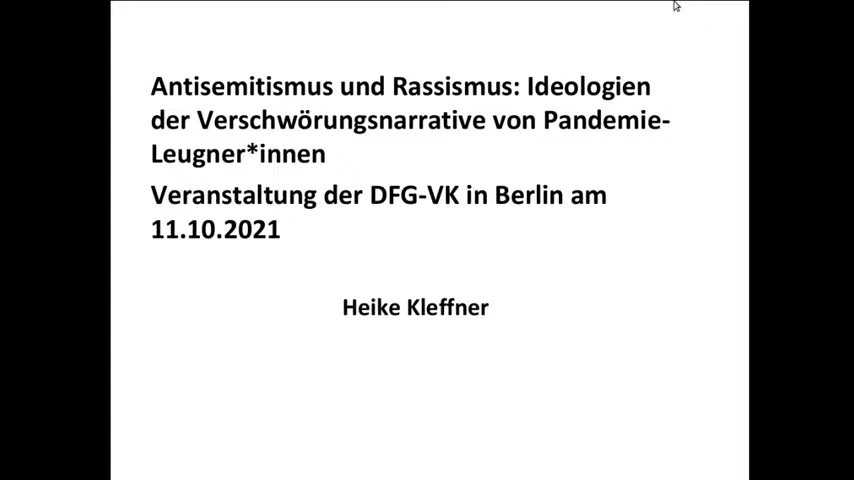 Antisemitismus und Rassismus: Ideologien
der Verschwörungsnarrative von Pandemie-
Leugner*innen
Veranstaltung der DFG-VK in Berlin am
11.10.2021
Heike Kleffner